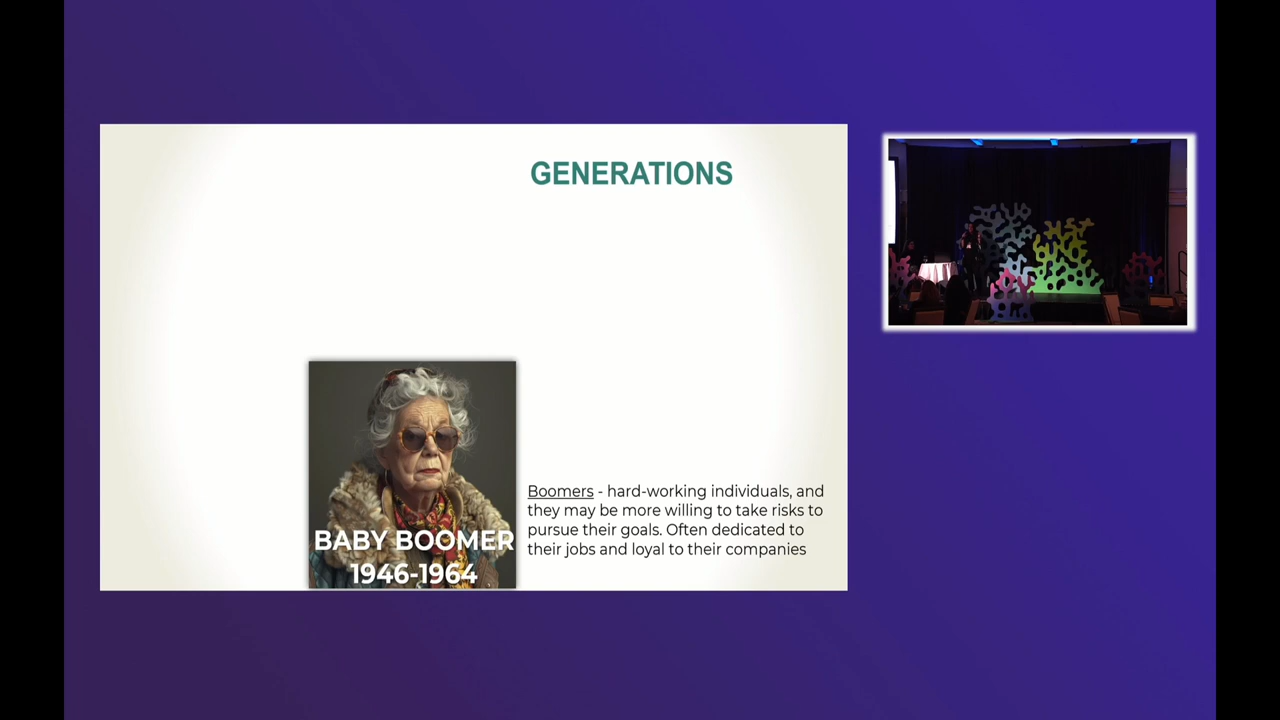 GENERATIONS
BABY BOOMER
1946-1964
Boomers - hard-working individuals, and
they may be more willing to take risks to
pursue their goals. Often dedicated to
their jobs and loyal to their companies